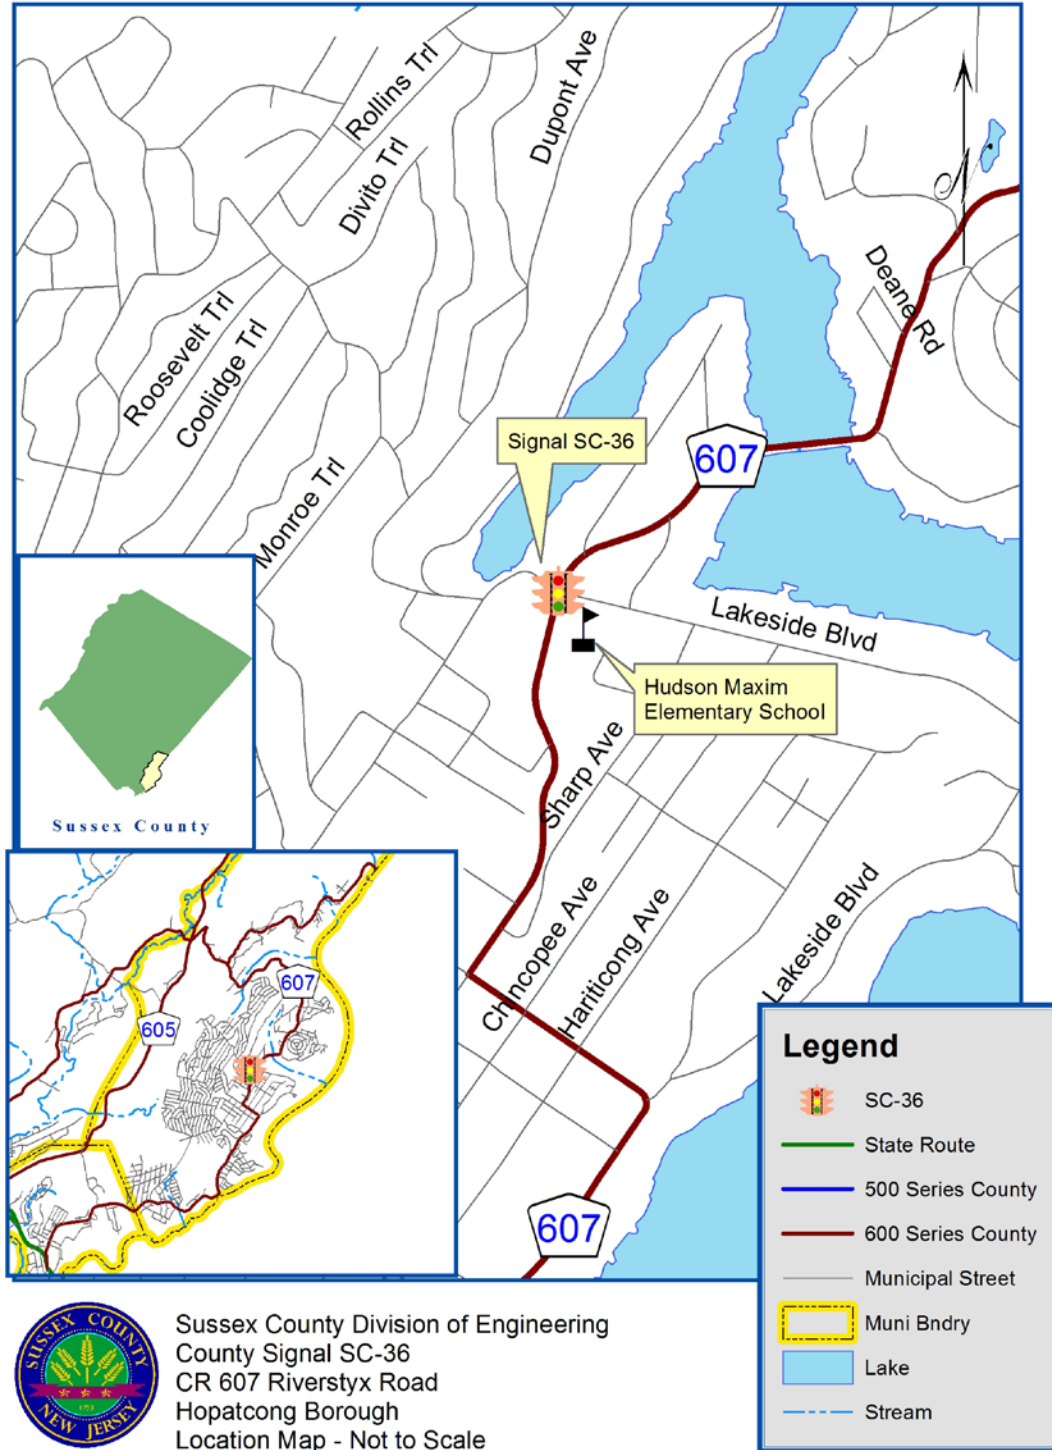 Rollins Trl
Dupont Ave
Divito Trl
Deane Rd
Roosevelt Trl
Coolidge Trl
Signal SC-36
607
Monroe Trl
Lakeside Blvd
Hudson Maxim
Elementary School
Sharp Ave
Sussex County
Chincopee Ave
Hariticong Ave
Lakeside Blvd
607
605
607
Legend
SC-36
State Route
500 Series County
600 Series County
Municipal Street
Muni Bndry
Lake
Stream
SUSSEX COUNTY
1753
NEW JERSEY
Sussex County Division of Engineering
County Signal SC-36
CR 607 Riverstyx Road
Hopatcong Borough
Location Map - Not to Scale